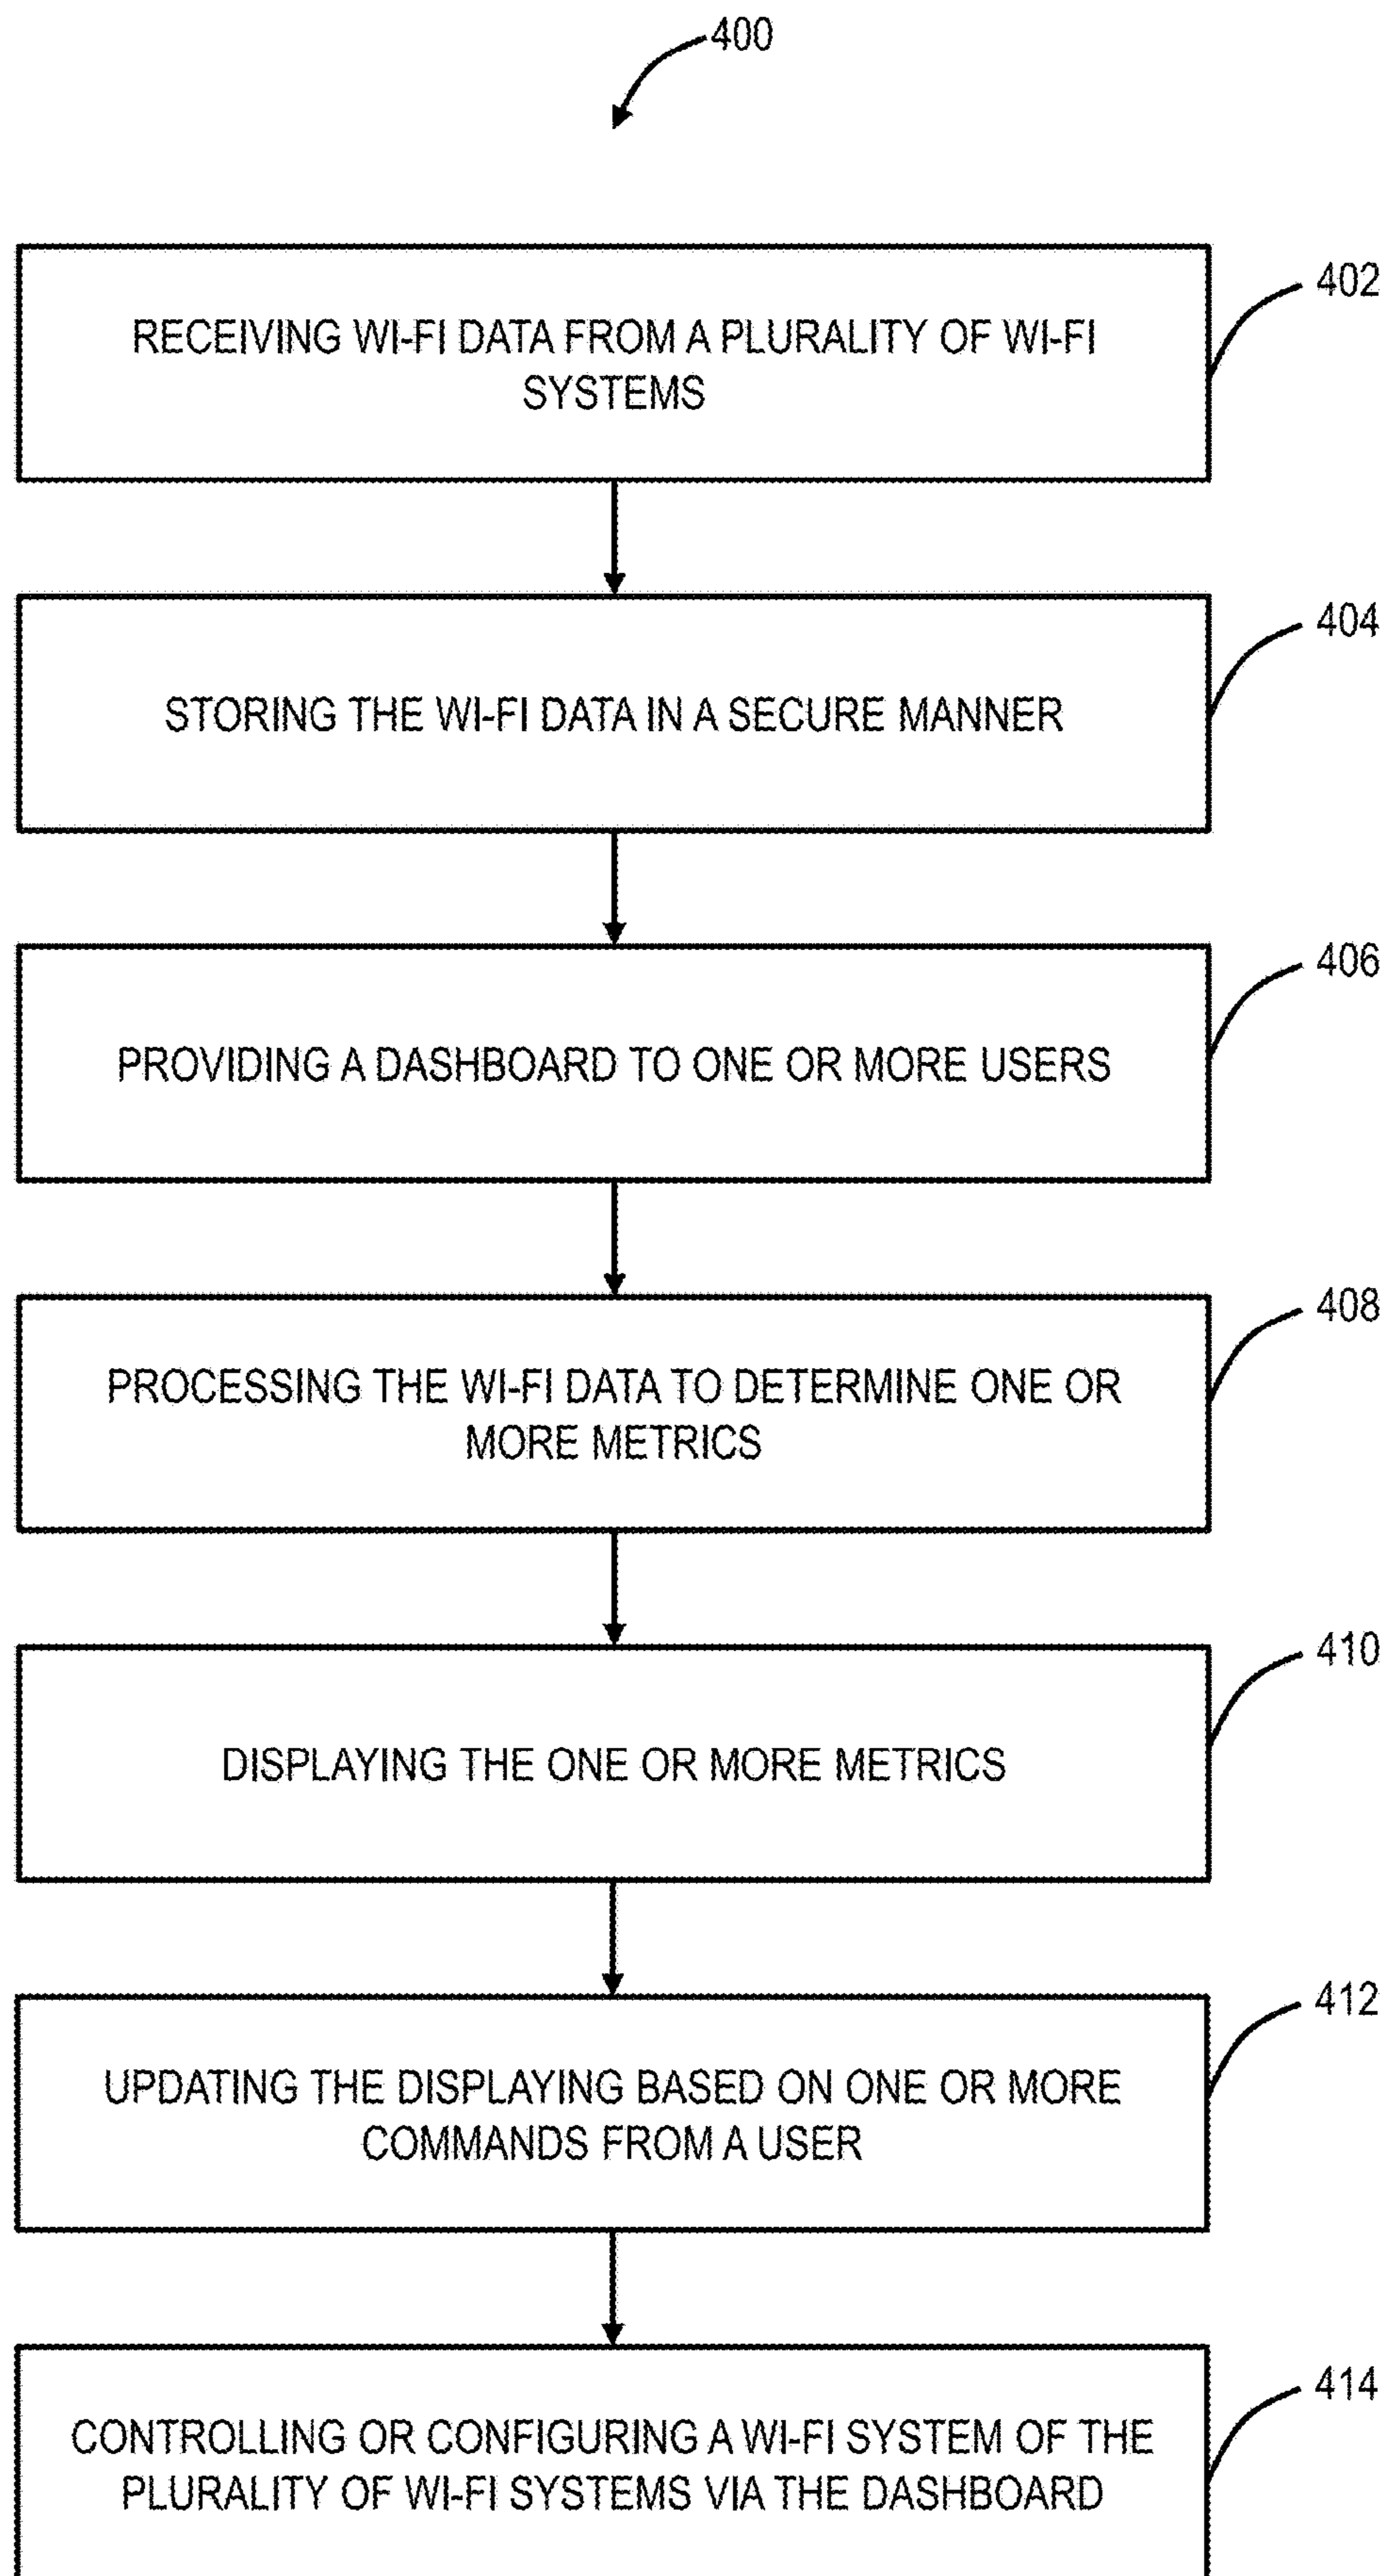 400
402
RECEIVING WI-FI DATA FROM A PLURALITY OF WI-FI
SYSTEMS
404
STORING THE WI-FI DATA IN A SECURE MANNER
406
PROVIDING A DASHBOARD TO ONE OR MORE USERS
408
PROCESSING THE WI-FI DATA TO DETERMINE ONE OR
MORE METRICS
410
DISPLAYING THE ONE OR MORE METRICS
412
UPDATING THE DISPLAYING BASED ON ONE OR MORE
COMMANDS FROM A USER
414
CONTROLLING OR CONFIGURING A WI-FI SYSTEM OF THE
PLURALITY OF WI-FI SYSTEMS VIA THE DASHBOARD